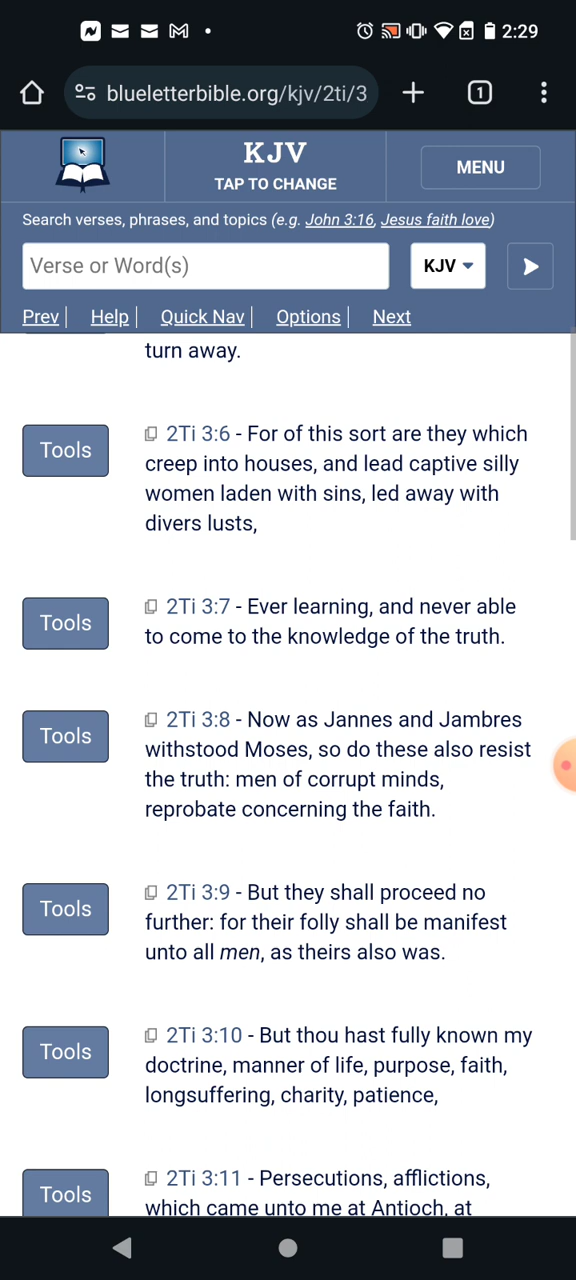 2:29
blueletterbible.org/kjv/2ti/3
1
KJV
TAP TO CHANGE
MENU
Search verses, phrases, and topics (e.g. John 3:16, Jesus faith love)
Verse or Word(s)
KJV
Prev | Help | Quick Nav | Options | Next
turn away.
Tools
2Ti 3:6 - For of this sort are they which
creep into houses, and lead captive silly
women laden with sins, led away with
divers lusts,
Tools
2Ti 3:7 - Ever learning, and never able
to come to the knowledge of the truth.
Tools
2Ti 3:8 - Now as Jannes and Jambres
withstood Moses, so do these also resist
the truth: men of corrupt minds,
reprobate concerning the faith.
Tools
2Ti 3:9 - But they shall proceed no
further: for their folly shall be manifest
unto all men, as theirs also was.
Tools
2Ti 3:10 - But thou hast fully known my
doctrine, manner of life, purpose, faith,
longsuffering, charity, patience,
Tools
2Ti 3:11 - Persecutions, afflictions,
which came unto me at Antioch, at